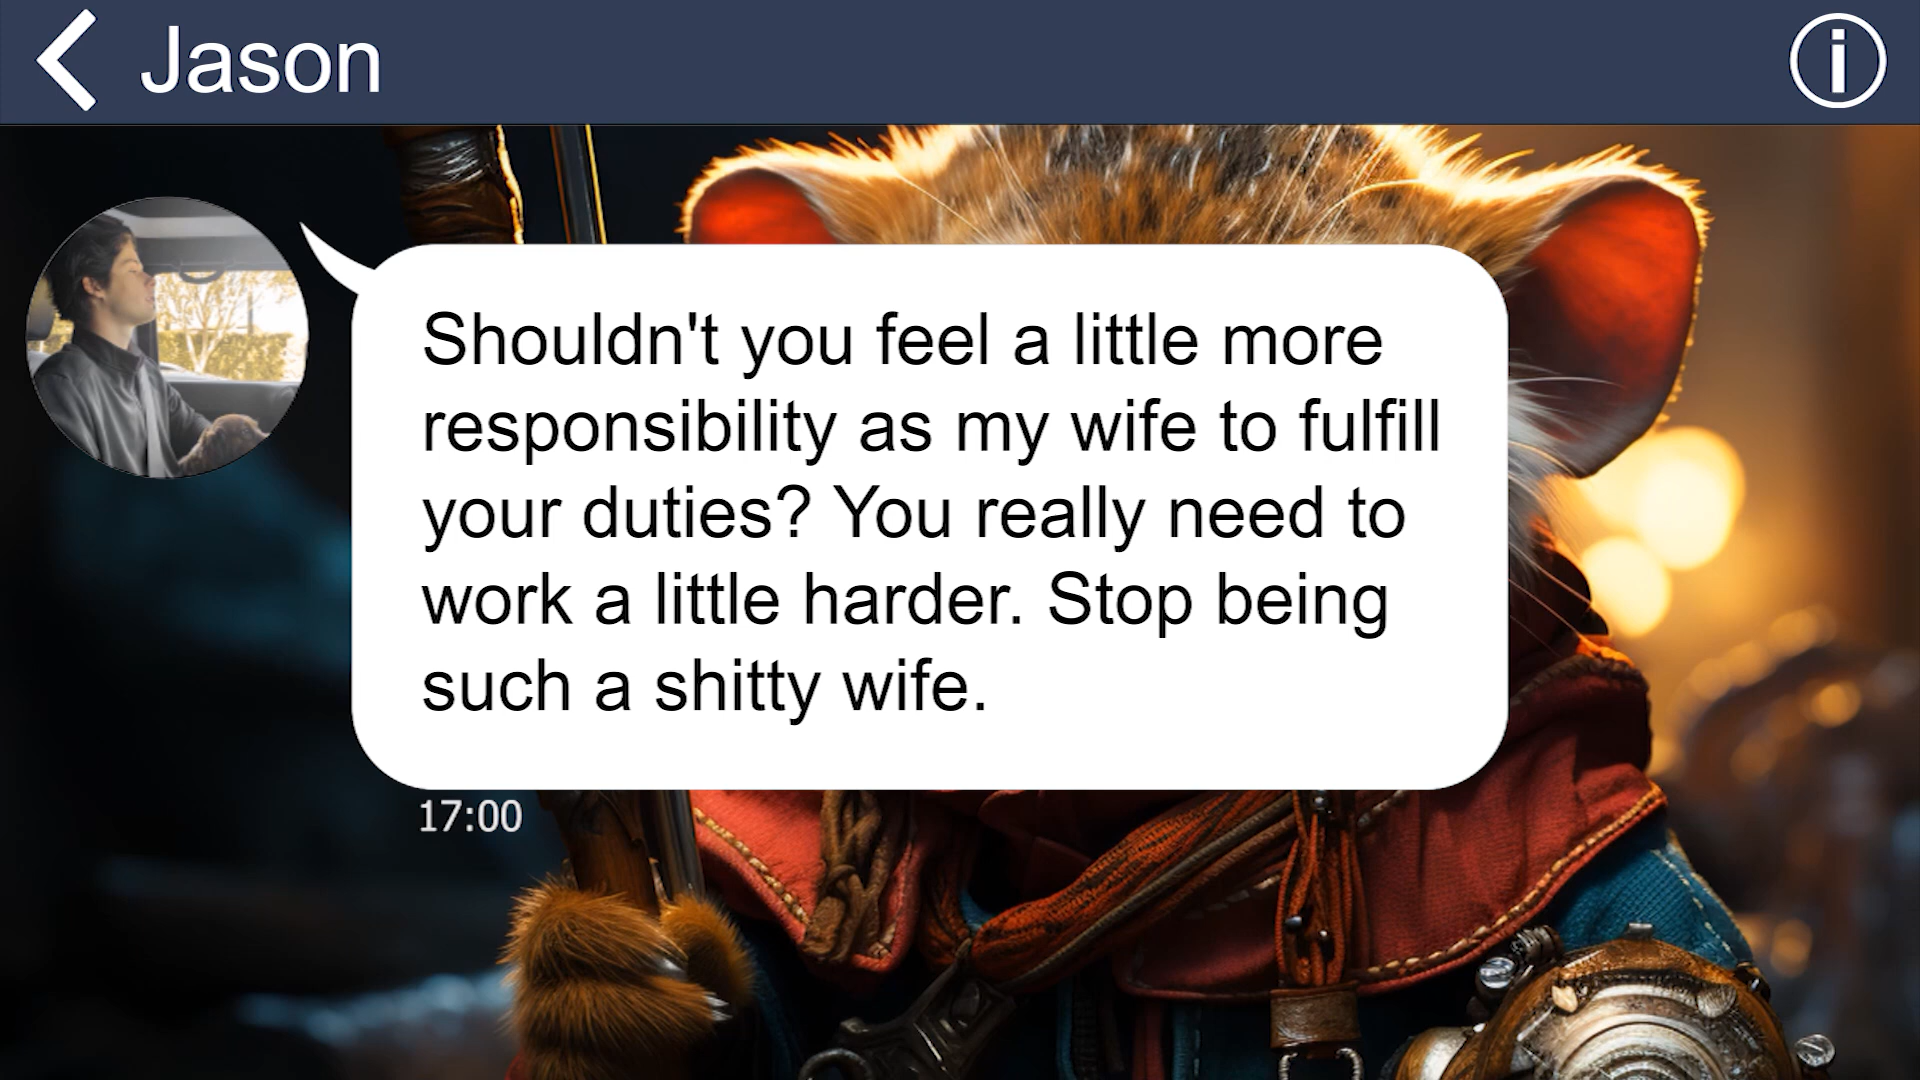 Jason
Shouldn't you feel a little more
responsibility as my wife to fulfill
your duties? You really need to
work a little harder. Stop being
such a shitty wife.
17:00